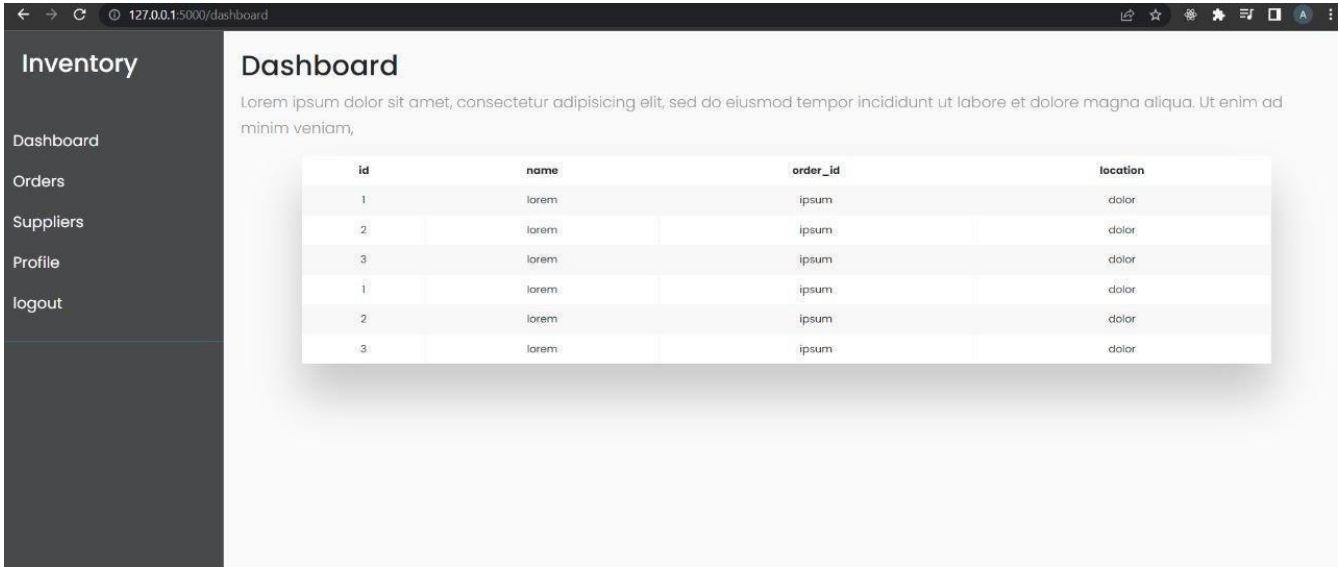 127.0.0.1:5000/dashboard
A
Inventory
Dashboard
Orders
Suppliers
Profile
logout
Dashboard
Lorem ipsum dolor sit amet, consectetur adipisicing elit, sed do eiusmod tempor incididunt ut labore et dolore magna aliqua. Ut enim ad
minim veniam,
id name order_id location
1 lorem ipsum dolor
2 lorem ipsum dolor
3 lorem ipsum dolor
1 lorem ipsum dolor
2 lorem ipsum dolor
3 lorem ipsum dolor